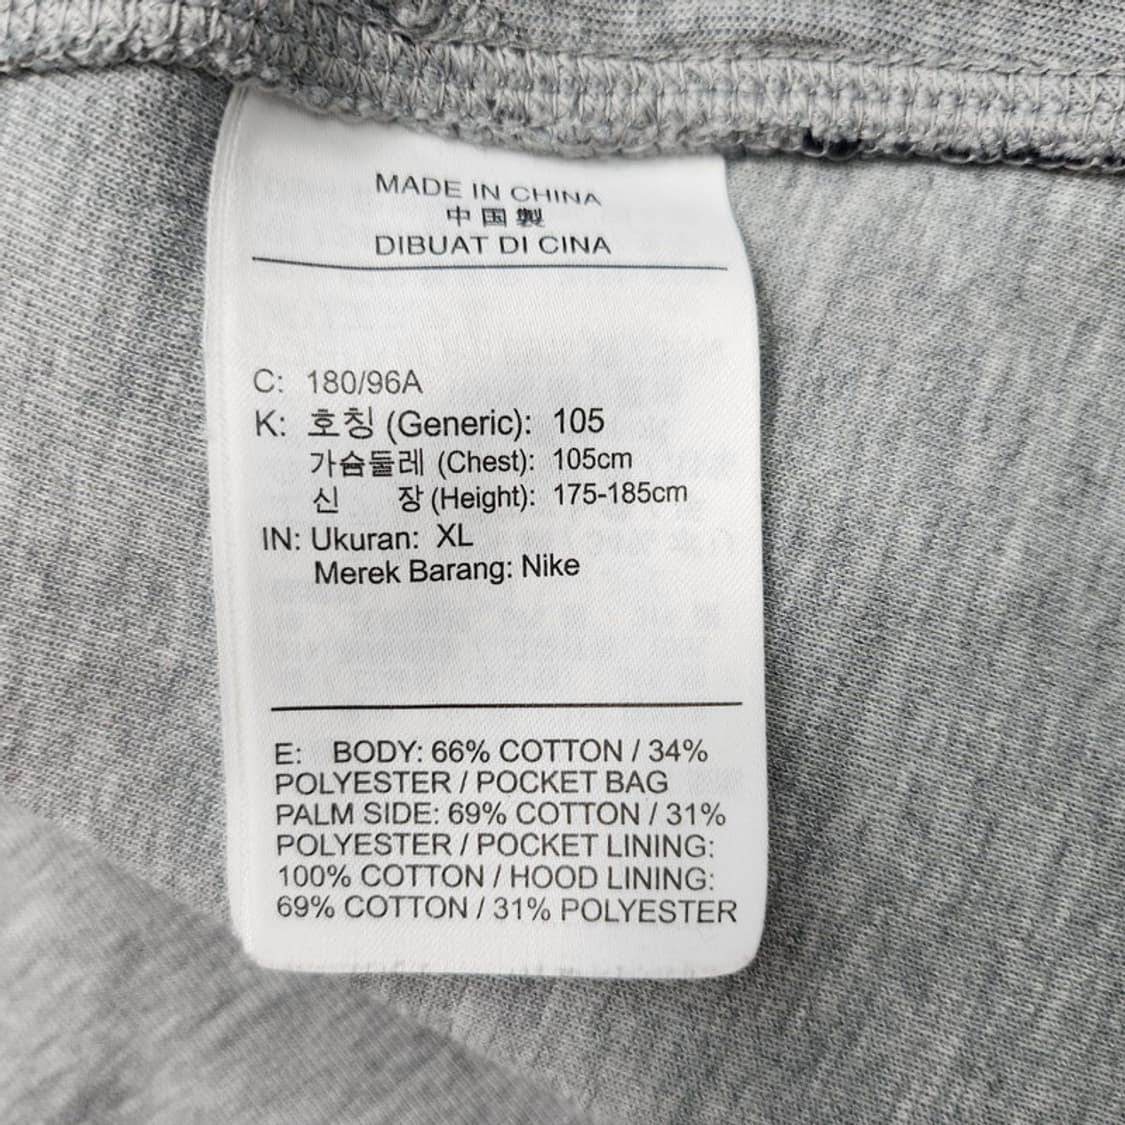 MADE IN CHINA
中国製
DIBUAT DI CINA
C: 180/96A
K: 호칭 (Generic): 105
가슴둘레 (Chest): 105cm
신 장 (Height): 175-185cm
IN: Ukuran: XL
Merek Barang: Nike
E: BODY: 66% COTTON / 34%
POLYESTER / POCKET BAG
PALM SIDE: 69% COTTON / 31%
POLYESTER / POCKET LINING:
100% COTTON / HOOD LINING:
69% COTTON / 31% POLYESTER